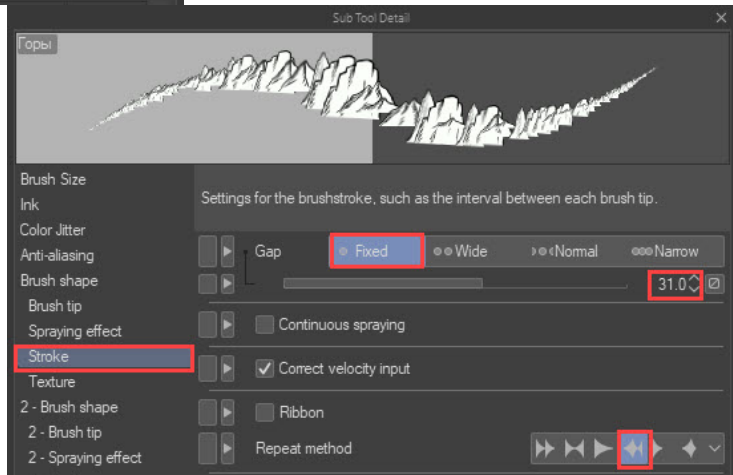 Sub Tool Detail
Горы
Brush Size
Ink
Color Jitter
Anti-aliasing
Brush shape
Brush tip
Spraying effect
Stroke
Texture
2 - Brush shape
2 - Brush tip
2 - Spraying effect
Settings for the brushstroke, such as the interval between each brush tip.
Gap Fixed Wide Normal Narrow
31.0
Continuous spraying
Correct velocity input
Ribbon
Repeat method